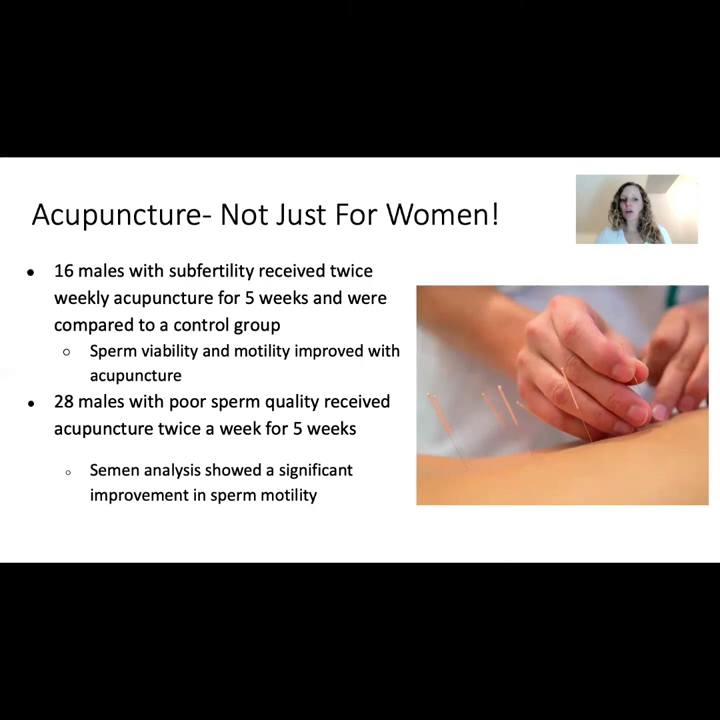 Acupuncture- Not Just For Women!
● 16 males with subfertility received twice
weekly acupuncture for 5 weeks and were
compared to a control group
○ Sperm viability and motility improved with
acupuncture
● 28 males with poor sperm quality received
acupuncture twice a week for 5 weeks
○ Semen analysis showed a significant
improvement in sperm motility